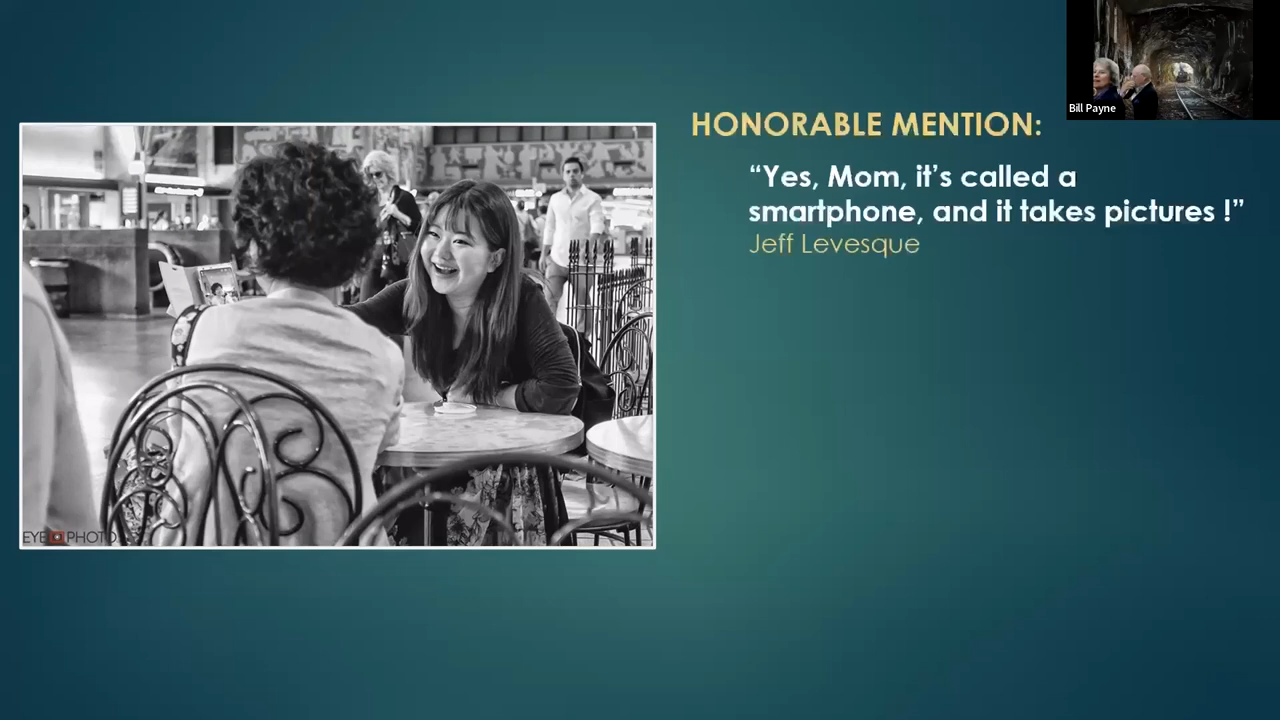 Bill Payne
HONORABLE MENTION:
“Yes, Mom, it’s called a
smartphone, and it takes pictures !”
Jeff Levesque
EYE PHOTO